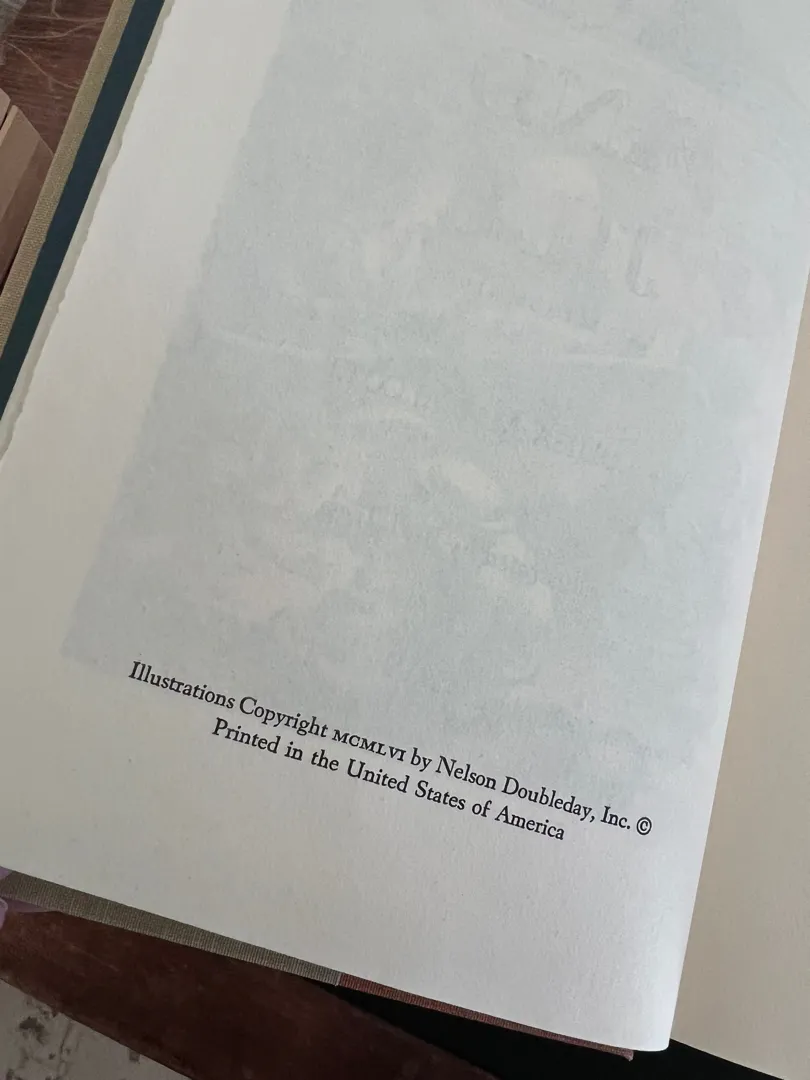 Illustrations Copyright MCMLVI by Nelson Doubleday, Inc. ©
Printed in the United States of America